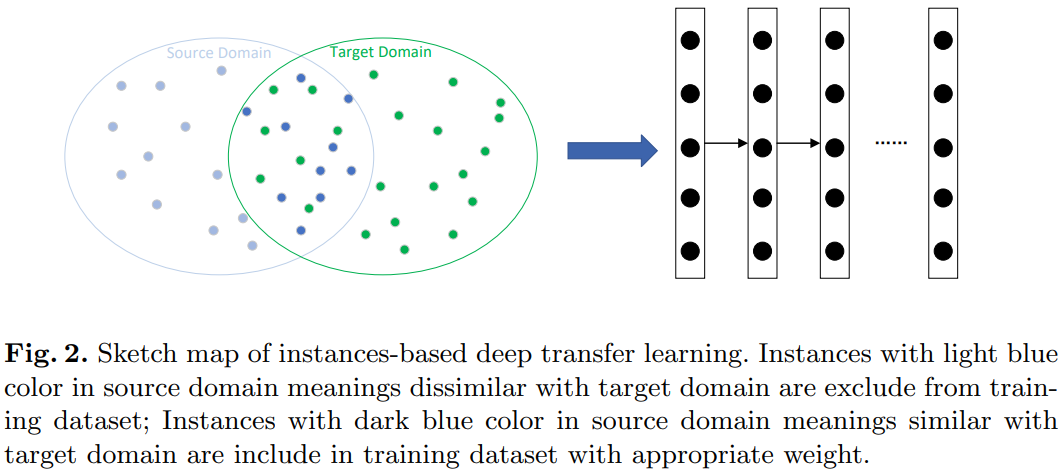 Source Domain
Target Domain
......
Fig. 2. Sketch map of instances-based deep transfer learning. Instances with light blue
color in source domain meanings dissimilar with target domain are exclude from train-
ing dataset; Instances with dark blue color in source domain meanings similar with
target domain are include in training dataset with appropriate weight.